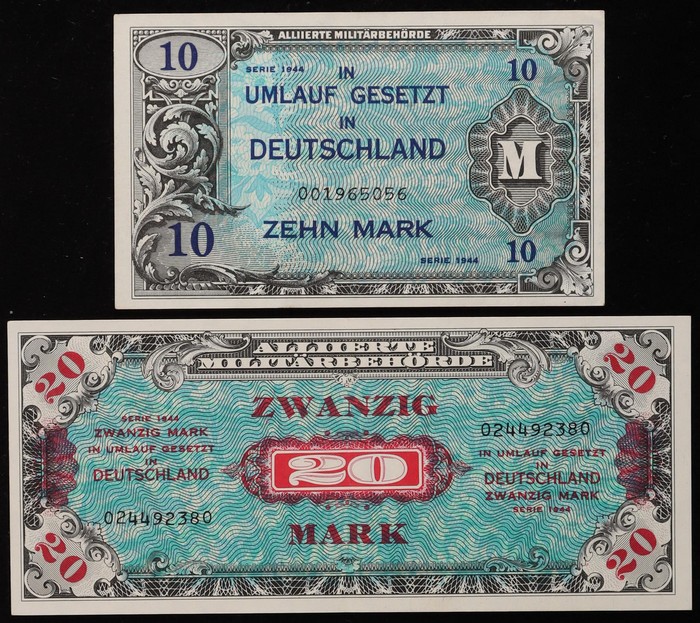 ALLIIERTE MILITÄRBEHÖRDE
10
SERIE 1944
IN
10
UMLAUF GESETZT
IN
DEUTSCHLAND
M
001965056
10
ZEHN MARK
10
SERIE 1944
ALLIIERTE
MILITÄRBEHÖRDE
20
20
ZWANZIG
SERIE 1944
ZWANZIG MARK
IN UMLAUF GESETZT
IN
DEUTSCHLAND
024492380
20
024492380
IN UMLAUF GESETZT
IN
DEUTSCHLAND
ZWANZIG MARK
SERIE 1944
MARK
20
20